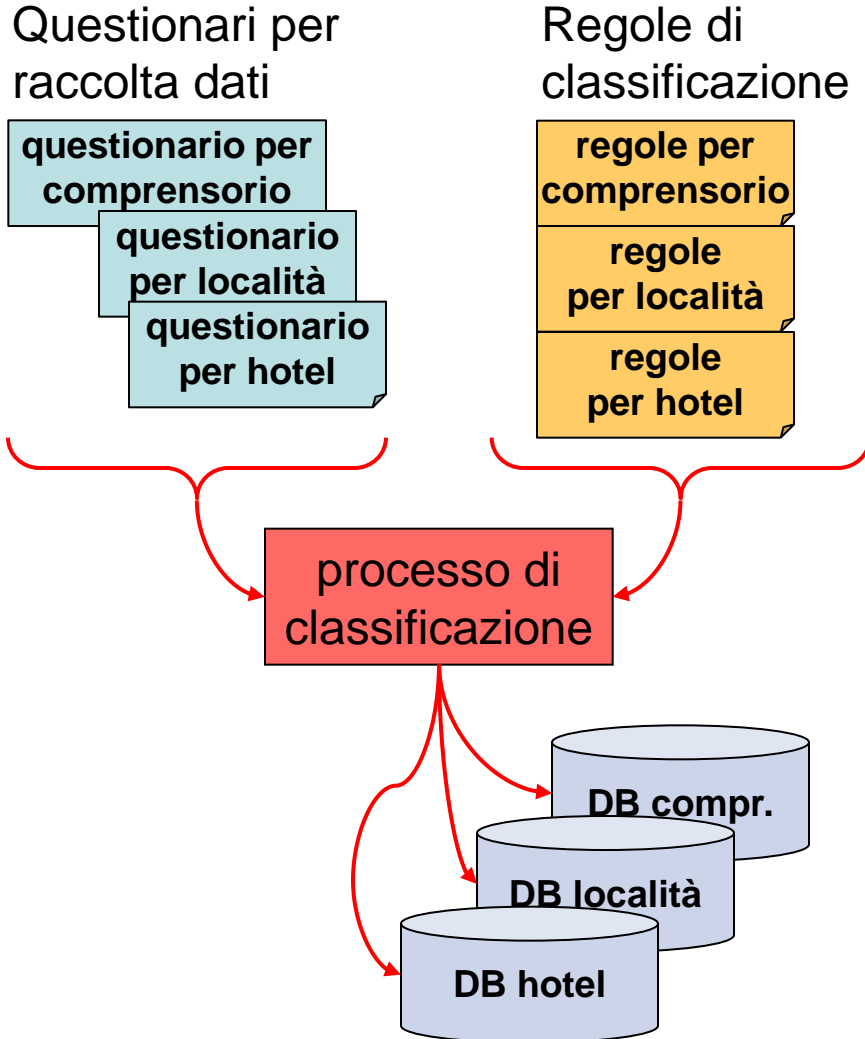 Questionari per
raccolta dati
questionario per
comprensorio
questionario
per località
questionario
per hotel
Regole di
classificazione
regole per
comprensorio
regole
per località
regole
per hotel
processo di
classificazione
DB compr.
DB località
DB hotel